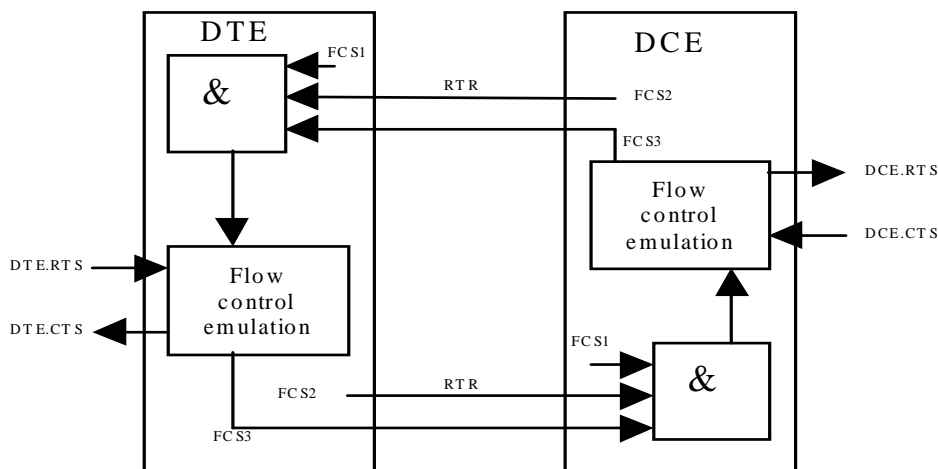 DTE
DCE
FCS1
&
RTR
FCS2
FCS3
DCE.RTS
Flow
control
emulation
DCE.CTS
DTE.RTS
Flow
control
emulation
DTE.CTS
FCS1
&
FCS2
RTR
FCS3